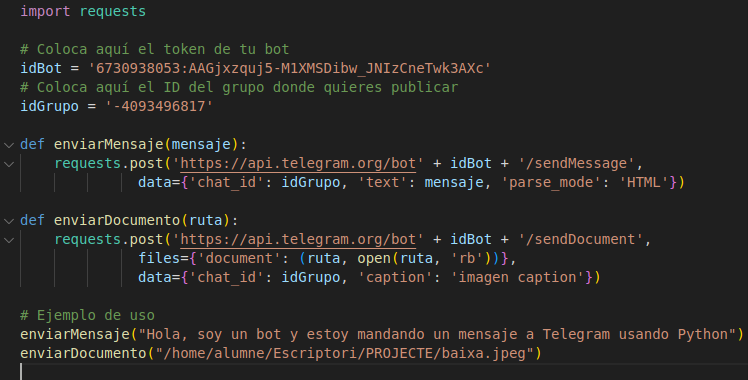 import requests
# Coloca aquí el token de tu bot
idBot = '6730938053:AAGjxzquj5-M1XMSDibw_JNIzCneTwk3AXc'
# Coloca aquí el ID del grupo donde quieres publicar
idGrupo = '-4093496817'
def enviarMensaje(mensaje):
requests.post('https://api.telegram.org/bot' + idBot + '/sendMessage',
data={'chat_id': idGrupo, 'text': mensaje, 'parse_mode': 'HTML'})
def enviarDocumento(ruta):
requests.post('https://api.telegram.org/bot' + idBot + '/sendDocument',
files={'document': (ruta, open(ruta, 'rb'))},
data={'chat_id': idGrupo, 'caption': 'imagen caption'})
# Ejemplo de uso
enviarMensaje("Hola, soy un bot y estoy mandando un mensaje a Telegram usando Python")
enviarDocumento("/home/alumne/Escriptori/PROJECTE/baixa.jpeg")